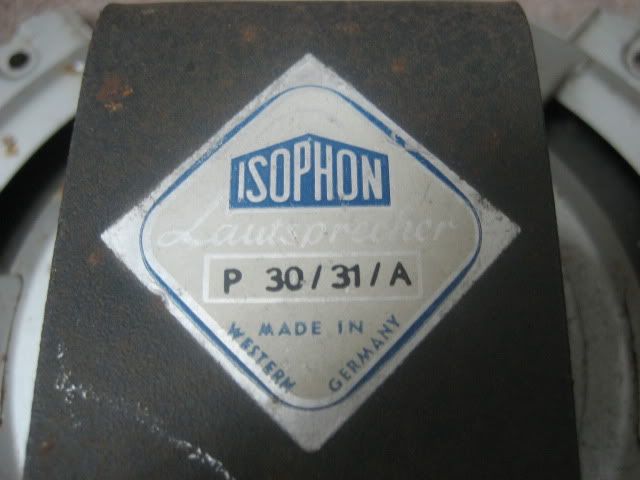 ISOPHON
Lautsprecher
P 30/31/A
MADE IN
WESTERN GERMANY